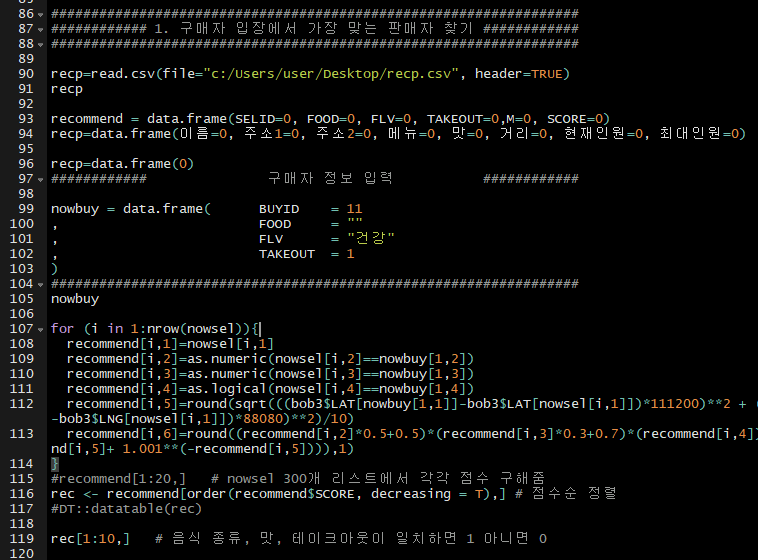 86 ##################################################################
87 ############ 1. 구매자 입장에서 가장 맞는 판매자 찾기 ############
88 ##################################################################
89
90 recp=read.csv(file="c:/Users/user/Desktop/recp.csv", header=TRUE)
91 recp
92
93 recommend = data.frame(SELID=0, FOOD=0, FLV=0, TAKEOUT=0,M=0, SCORE=0)
94 recp=data.frame(이름=0, 주소1=0, 주소2=0, 메뉴=0, 맛=0, 거리=0, 현재인원=0, 최대인원=0)
95
96 recp=data.frame(0)
97 ############ 구매자 정보 입력 ############
98
99 nowbuy = data.frame( BUYID = 11
100 , FOOD = ""
101 , FLV = "건강"
102 , TAKEOUT = 1
103 )
104 ##################################################################
105 nowbuy
106
107 for (i in 1:nrow(nowsel)){
108 recommend[i,1]=nowsel[i,1]
109 recommend[i,2]=as.numeric(nowsel[i,2]==nowbuy[1,2])
110 recommend[i,3]=as.numeric(nowsel[i,3]==nowbuy[1,3])
111 recommend[i,4]=as.logical(nowsel[i,4]==nowbuy[1,4])
112 recommend[i,5]=round(sqrt(((bob3$LAT[nowbuy[1,1]]-bob3$LAT[nowsel[i,1]])*111200)**2 + (
-bob3$LNG[nowsel[i,1]])*88080)**2)/10)
113 recommend[i,6]=round((recommend[i,2]*0.5+0.5)*(recommend[i,3]*0.3+0.7)*(recommend[i,4])
nd[i,5]+ 1.001**(-recommend[i,5]))),1)
114 }
115 #recommend[1:20,] # nowsel 300개 리스트에서 각각 점수 구해줌
116 rec <- recommend[order(recommend$SCORE, decreasing = T),] # 점수순 정렬
117 #DT::datatable(rec)
118
119 rec[1:10,] # 음식 종류, 맛, 테이크아웃이 일치하면 1 아니면 0